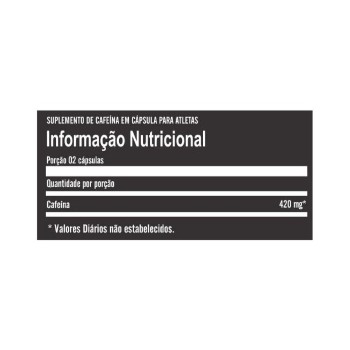 SUPLEMENTO DE CAFEÍNA EM CÁPSULA PARA ATLETAS
Informação Nutricional
Porção 02 cápsulas
Quantidade por porção
Cafeína 420 mg*
* Valores Diários não estabelecidos.